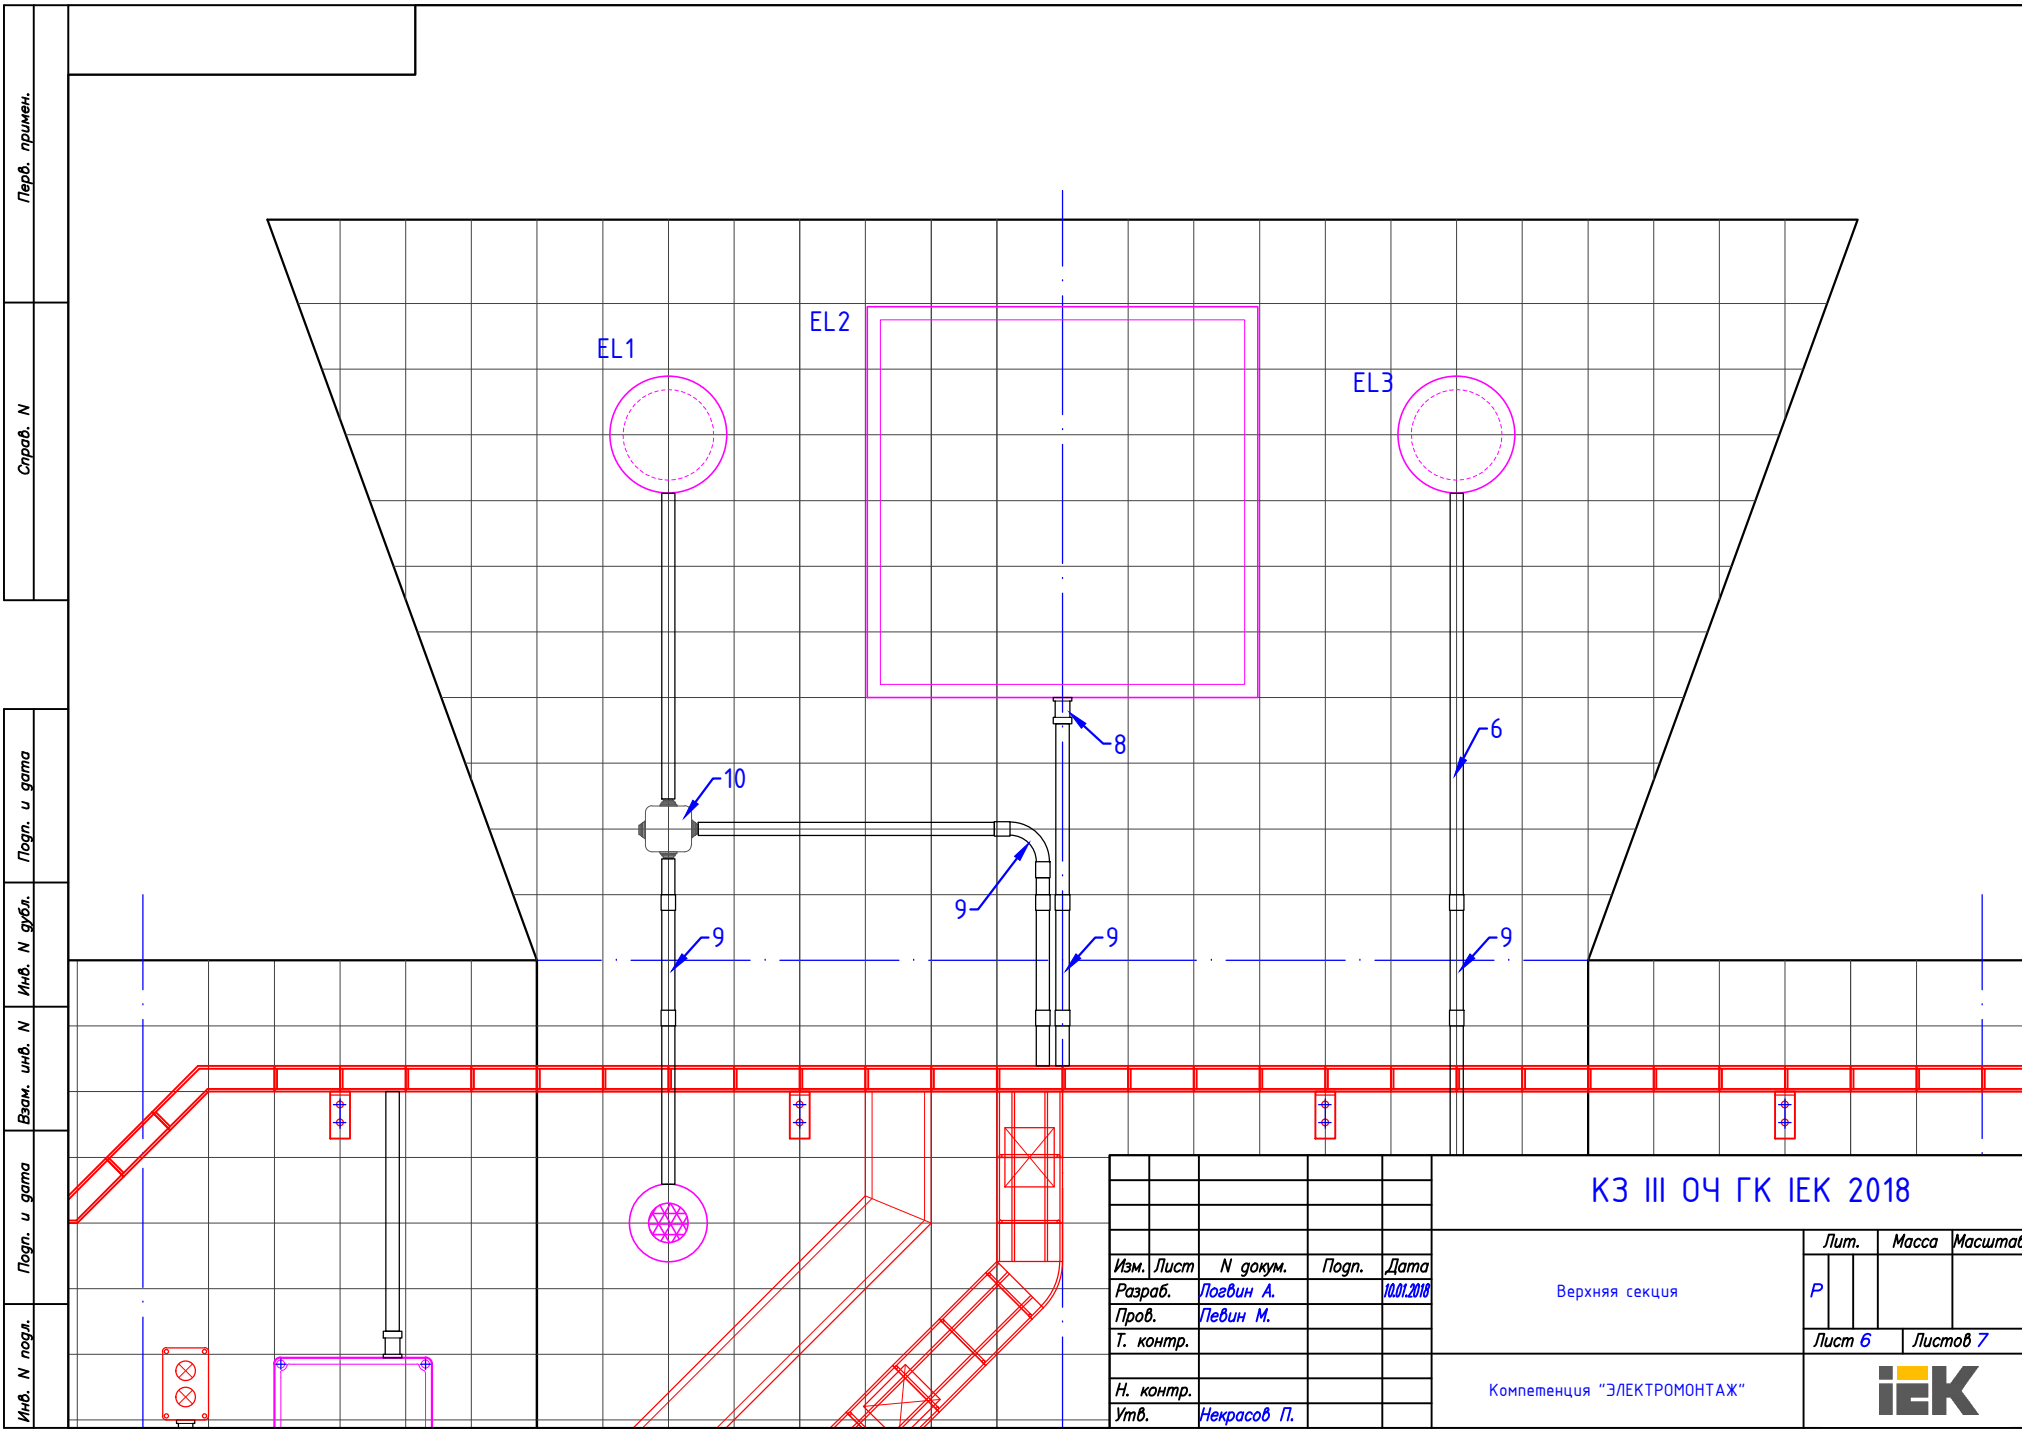 Перв. примен.
Справ. N
Подп. и дата
Инв. N дубл.
Взам. инв. N
Подп. и дата
Инв. N подл.
EL1
EL2
EL3
8
6
10
9
9
9
9
КЗ III ОЧ ГК IEK 2018
Изм. Лист N докум. Подп. Дата
Разраб. Логвин А. 10.01.2018
Пров. Левин М.
Т. контр.
Н. контр.
Утв. Некрасов П.
Верхняя секция
Лит. Масса Масштаб
Р
Лист 6 Листов 7
Компетенция "ЭЛЕКТРОМОНТАЖ"
iEK